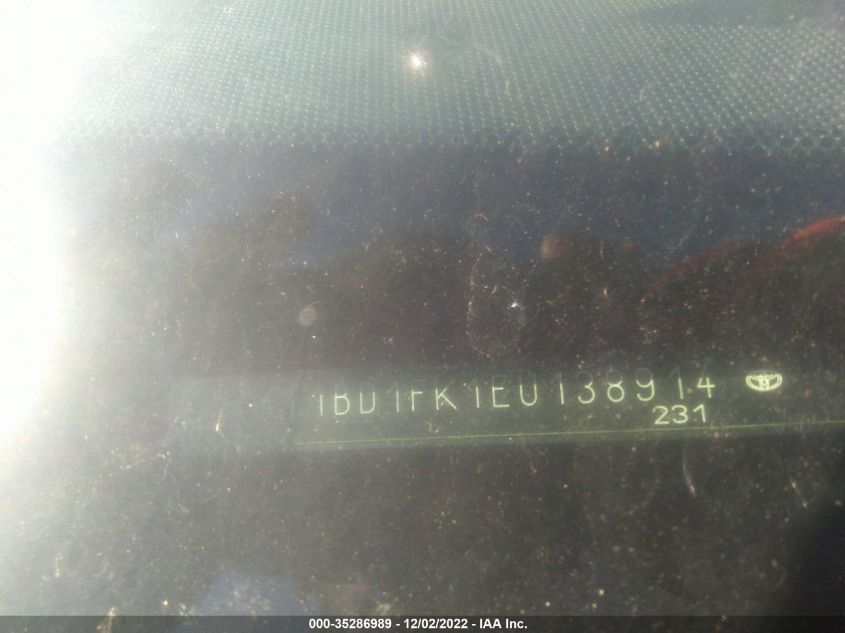 1BD1FK1EU138914
231
000-35286989 - 12/02/2022 - IAA Inc.